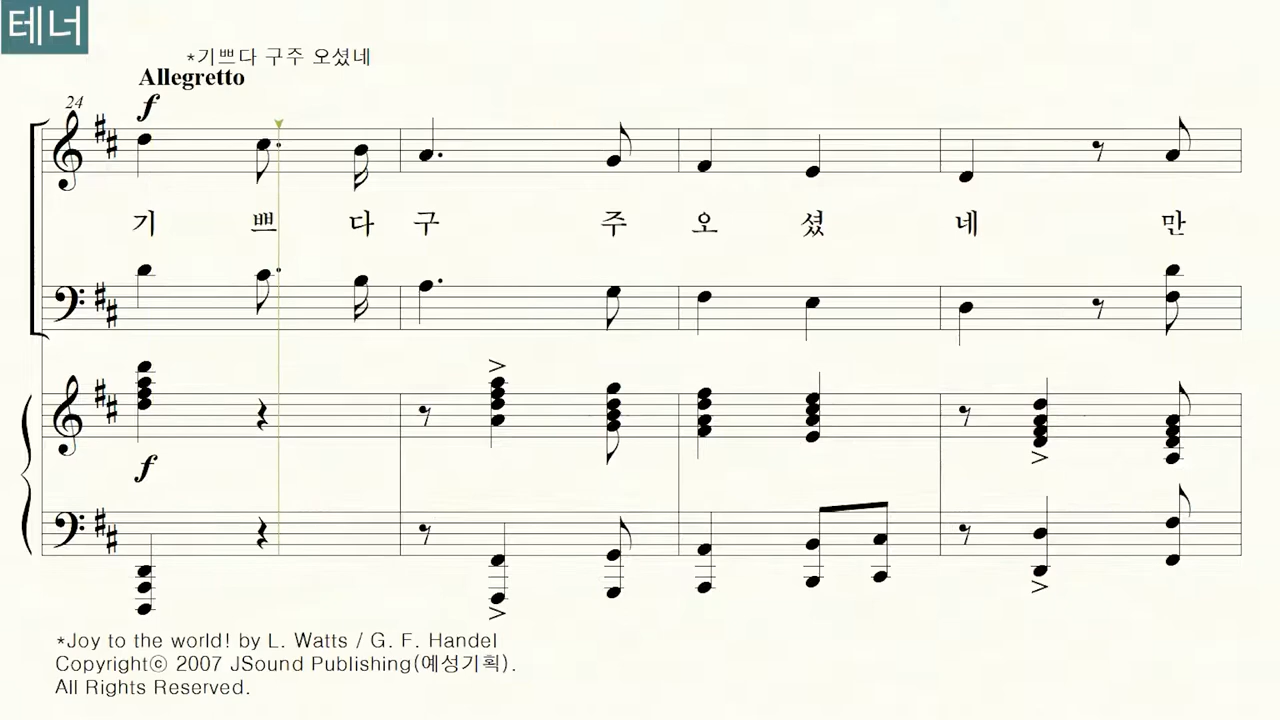 테너
*기쁘다 구주 오셨네
Allegretto
24
f
기 쁘 다 구 주 오 셨 네 만
f
*Joy to the world! by L. Watts / G. F. Handel
Copyrightⓒ 2007 JSound Publishing(예성기획).
All Rights Reserved.